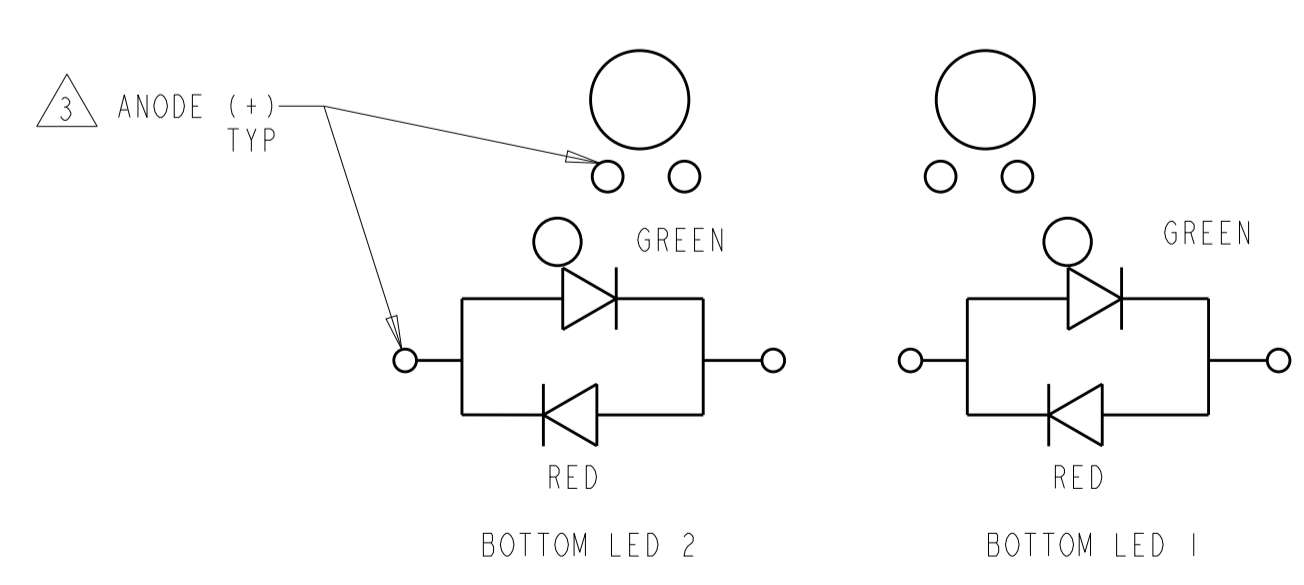 3 ANODE (+)
TYP
GREEN
GREEN
RED
RED
BOTTOM LED 2
BOTTOM LED 1